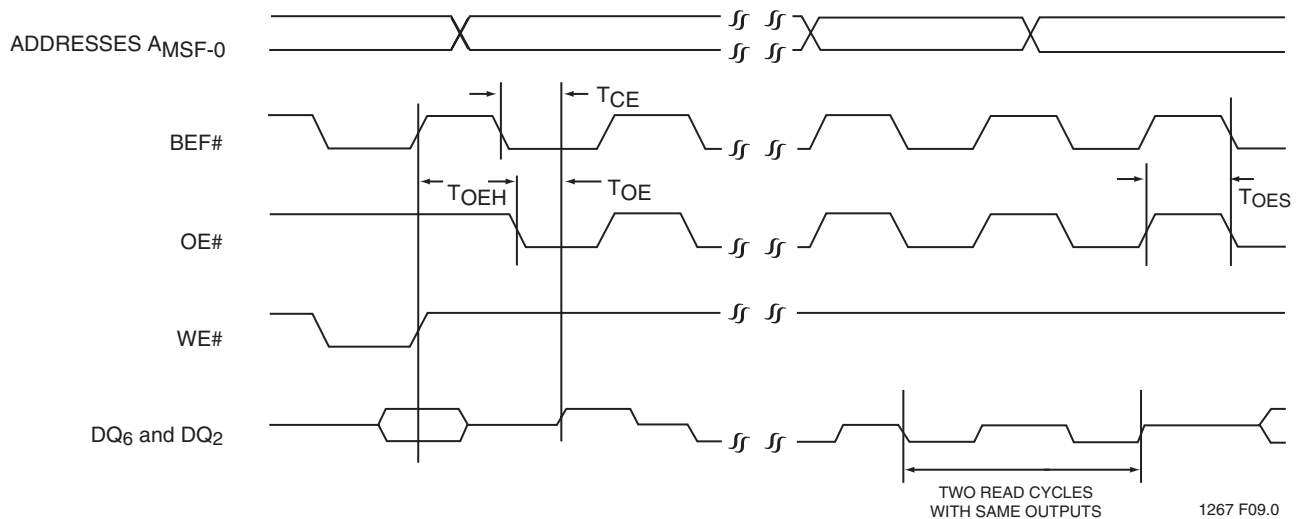 ADDRESSES AMSF-0
TCE
BEF#
TOEH
TOE
TOES
OE#
WE#
DQ6 and DQ2
TWO READ CYCLES
WITH SAME OUTPUTS
1267 F09.0